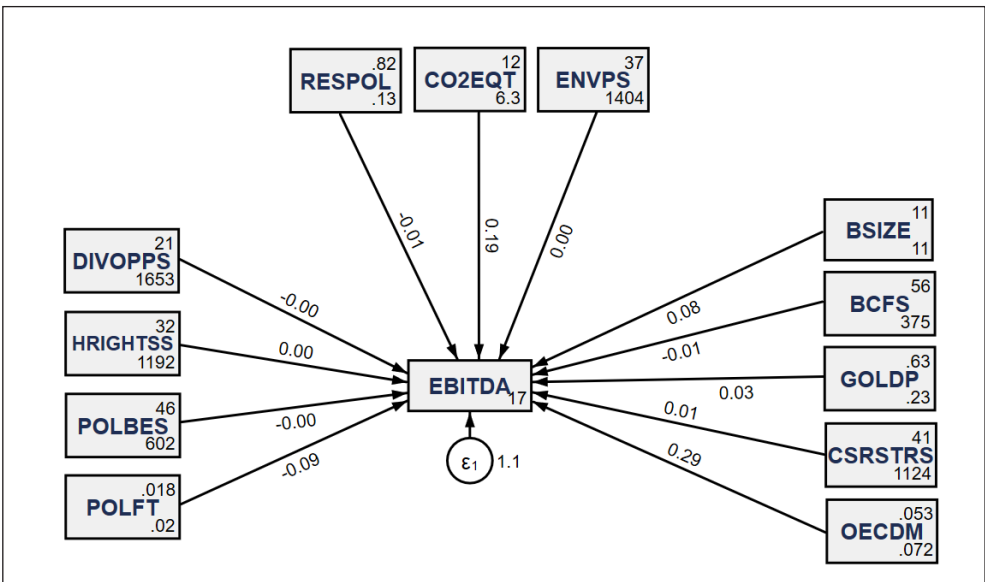 .82
RESPOL
.13
12
CO2EQT
6.3
37
ENVPS
1404
-0.01
0.19
0.00
21
DIVOPPS
1653
32
HRIGHTSS
1192
46
POLBES
602
.018
POLFT
.02
-0.00
0.00
-0.00
-0.09
EBITDA
17
ε1
1.1
0.08
-0.01
0.03
0.01
0.29
11
BSIZE
11
56
BCFS
375
.63
GOLDP
.23
41
CSRSTRS
1124
.053
OECDM
.072